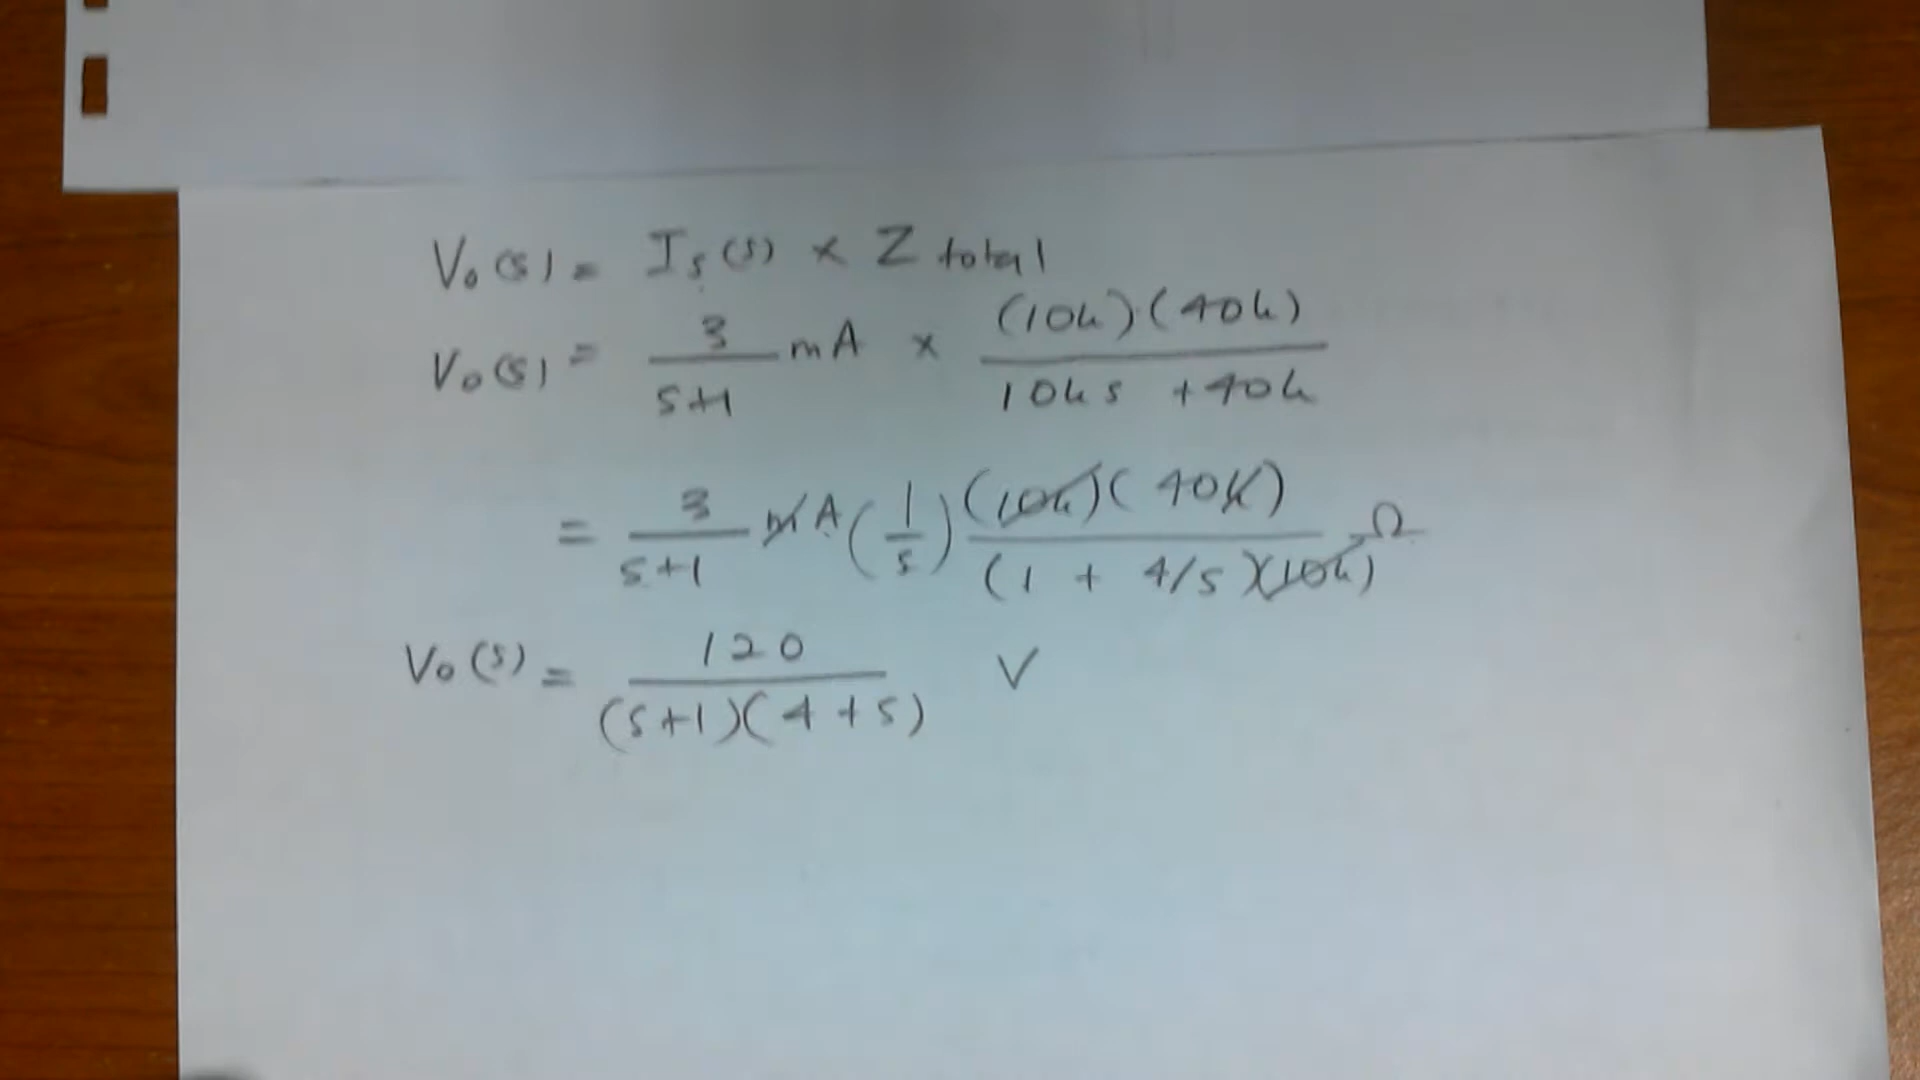 Vo(s) = Is(s) x Z total
Vo(s) = 3/(s+1) mA x (10k)(40k)/(10ks + 40k)
= 3/(s+1) mA (1/s) (10k)(40k)/((1 + 4/s)(10k)) Ω
Vo(s) = 120/((s+1)(4+s)) V